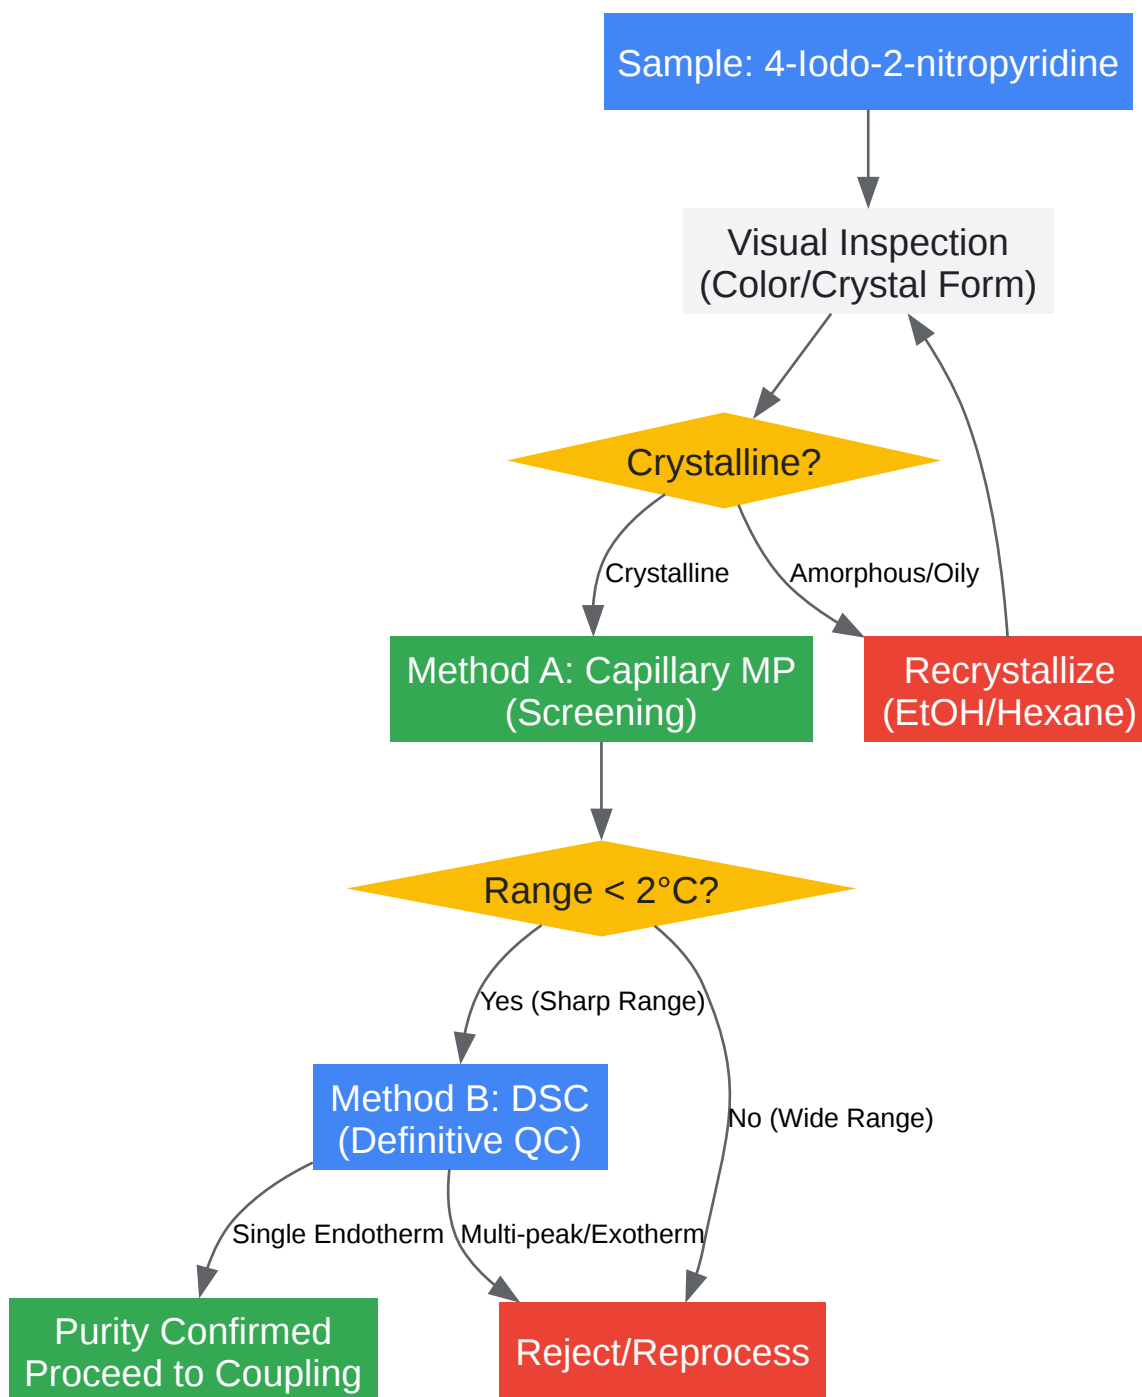 Sample: 4-Iodo-2-nitropyridine
Visual Inspection
(Color/Crystal Form)
Crystalline?
Crystalline
Amorphous/Oily
Method A: Capillary MP
(Screening)
Recrystallize
(EtOH/Hexane)
Range < 2°C?
Yes (Sharp Range)
Method B: DSC
(Definitive QC)
No (Wide Range)
Single Endotherm
Multi-peak/Exotherm
Purity Confirmed
Proceed to Coupling
Reject/Reprocess